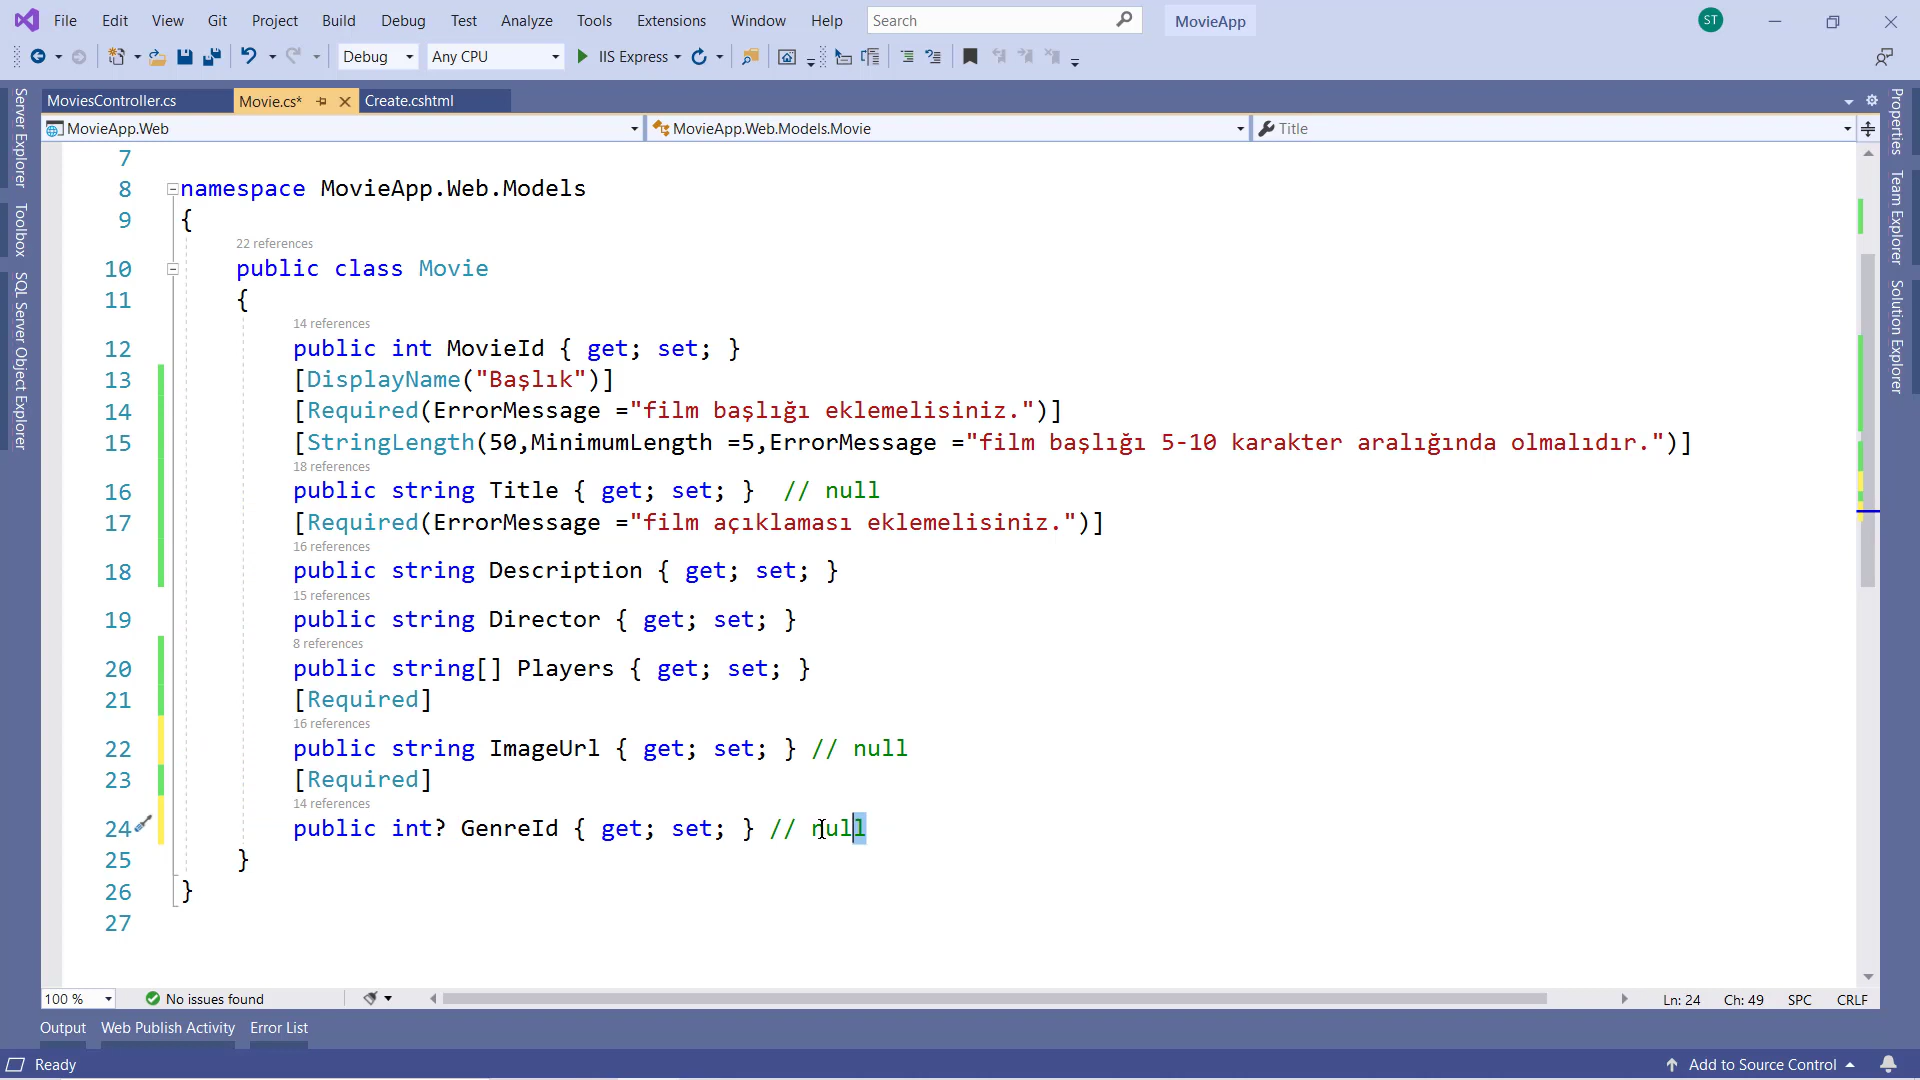 File Edit View Git Project Build Debug Test Analyze Tools Extensions Window Help Search MovieApp ST
Debug Any CPU IIS Express
MoviesController.cs Movie.cs* Create.cshtml
MovieApp.Web MovieApp.Web.Models.Movie Title
Server Explorer
Toolbox
SQL Server Object Explorer
Properties
Team Explorer
Solution Explorer
7
8 namespace MovieApp.Web.Models
9 {
22 references
10 public class Movie
11 {
14 references
12 public int MovieId { get; set; }
13 [DisplayName("Başlık")]
14 [Required(ErrorMessage ="film başlığı eklemelisiniz.")]
15 [StringLength(50,MinimumLength =5,ErrorMessage ="film başlığı 5-10 karakter aralığında olmalıdır.")]
18 references
16 public string Title { get; set; } // null
17 [Required(ErrorMessage ="film açıklaması eklemelisiniz.")]
16 references
18 public string Description { get; set; }
15 references
19 public string Director { get; set; }
8 references
20 public string[] Players { get; set; }
21 [Required]
16 references
22 public string ImageUrl { get; set; } // null
23 [Required]
14 references
24 public int? GenreId { get; set; } // null
25 }
26 }
27
100 % No issues found Ln: 24 Ch: 49 SPC CRLF
Output Web Publish Activity Error List
Ready Add to Source Control